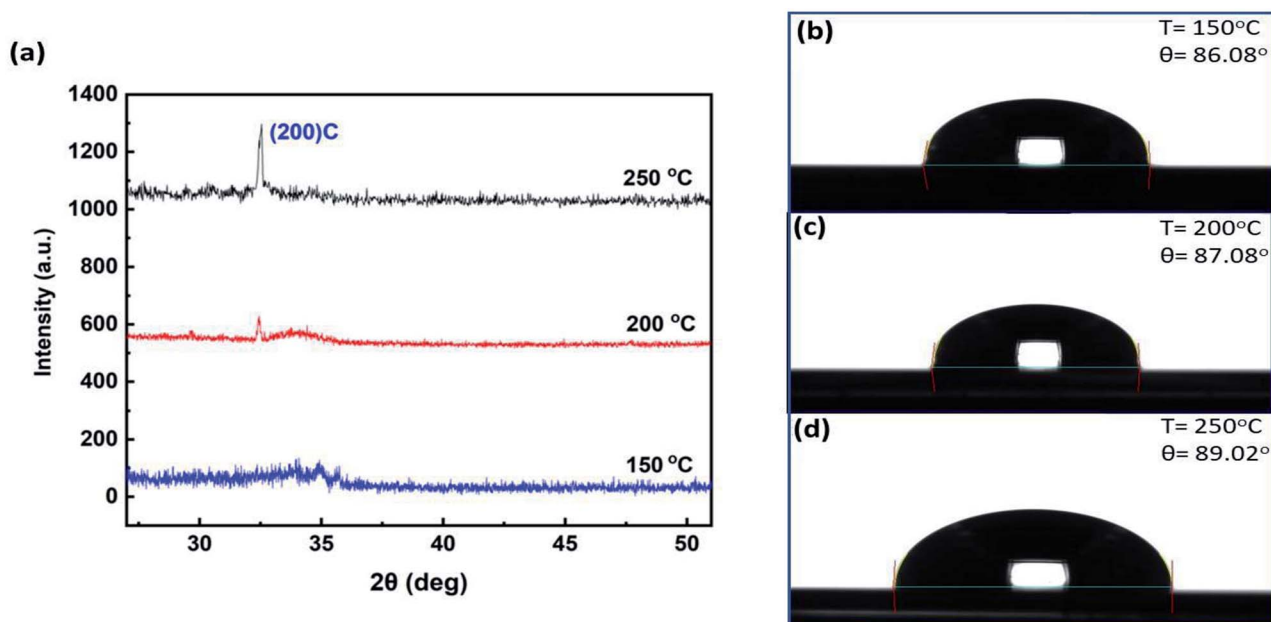 (a)
1400
1200
1000
800
600
400
200
0
Intensity (a.u.)
(200)C
250 °C
200 °C
150 °C
30
35
40
45
50
2θ (deg)
(b)
T= 150°C
θ= 86.08°
(c)
T= 200°C
θ= 87.08°
(d)
T= 250°C
θ= 89.02°